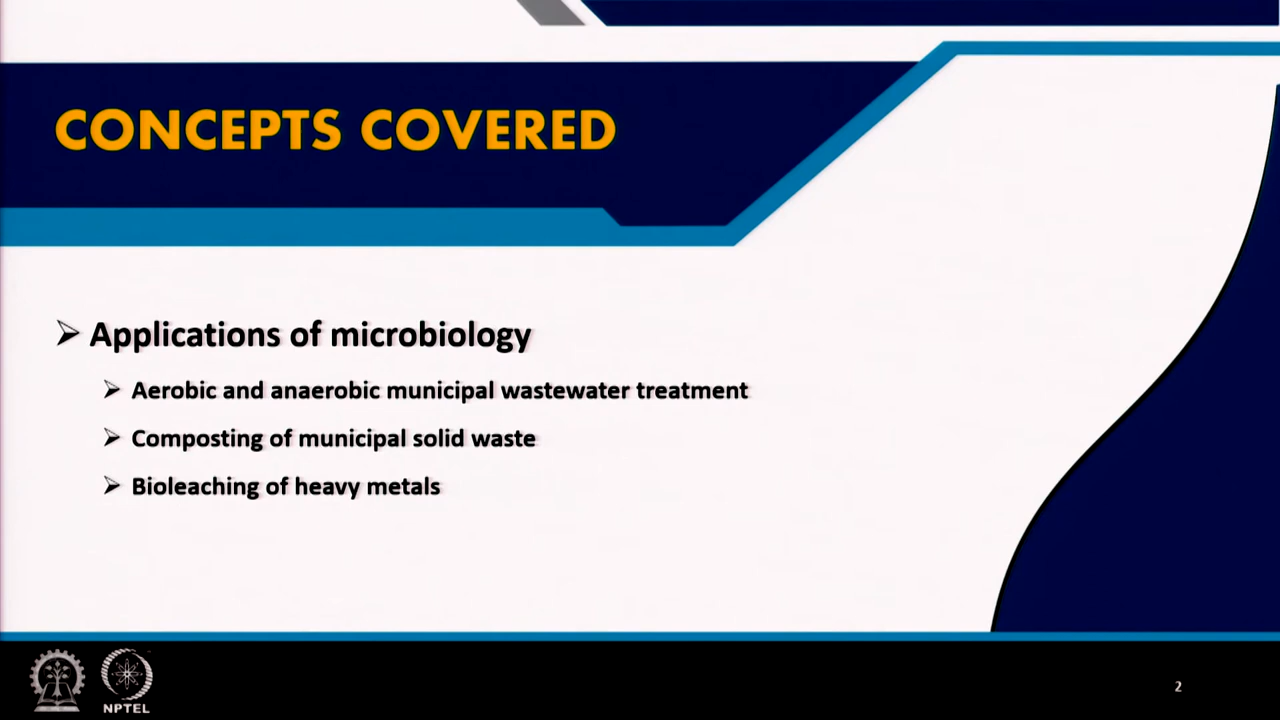 CONCEPTS COVERED
Applications of microbiology
Aerobic and anaerobic municipal wastewater treatment
Composting of municipal solid waste
Bioleaching of heavy metals
NPTEL
2